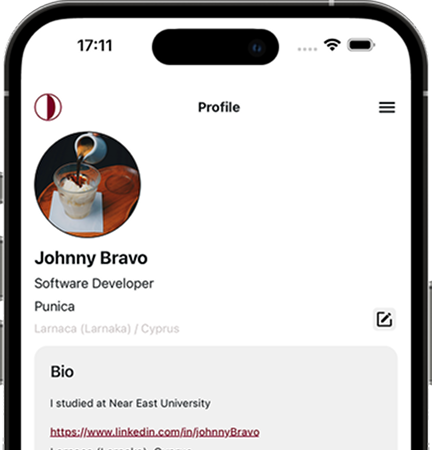 17:11
Profile
Johnny Bravo
Software Developer
Punica
Larnaca (Larnaka) / Cyprus
Bio
I studied at Near East University
https://www.linkedin.com/in/johnnyBravo